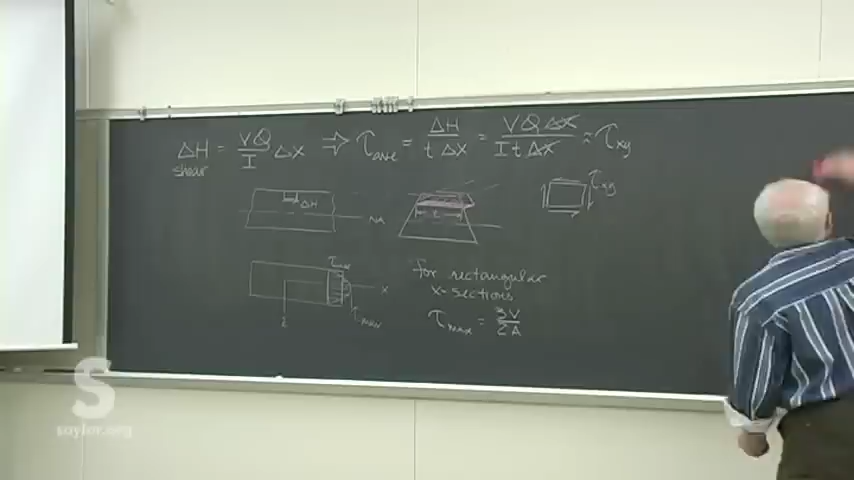 ΔH = VQ/I Δx ⇒ τave = ΔH/t Δx = VQ Δx/I t Δx ≈ τxy
shear
τxy
ΔH
NA
t
for rectangular
x-sections
x
τmax
τmax = 3V/2A
S
saylor.org